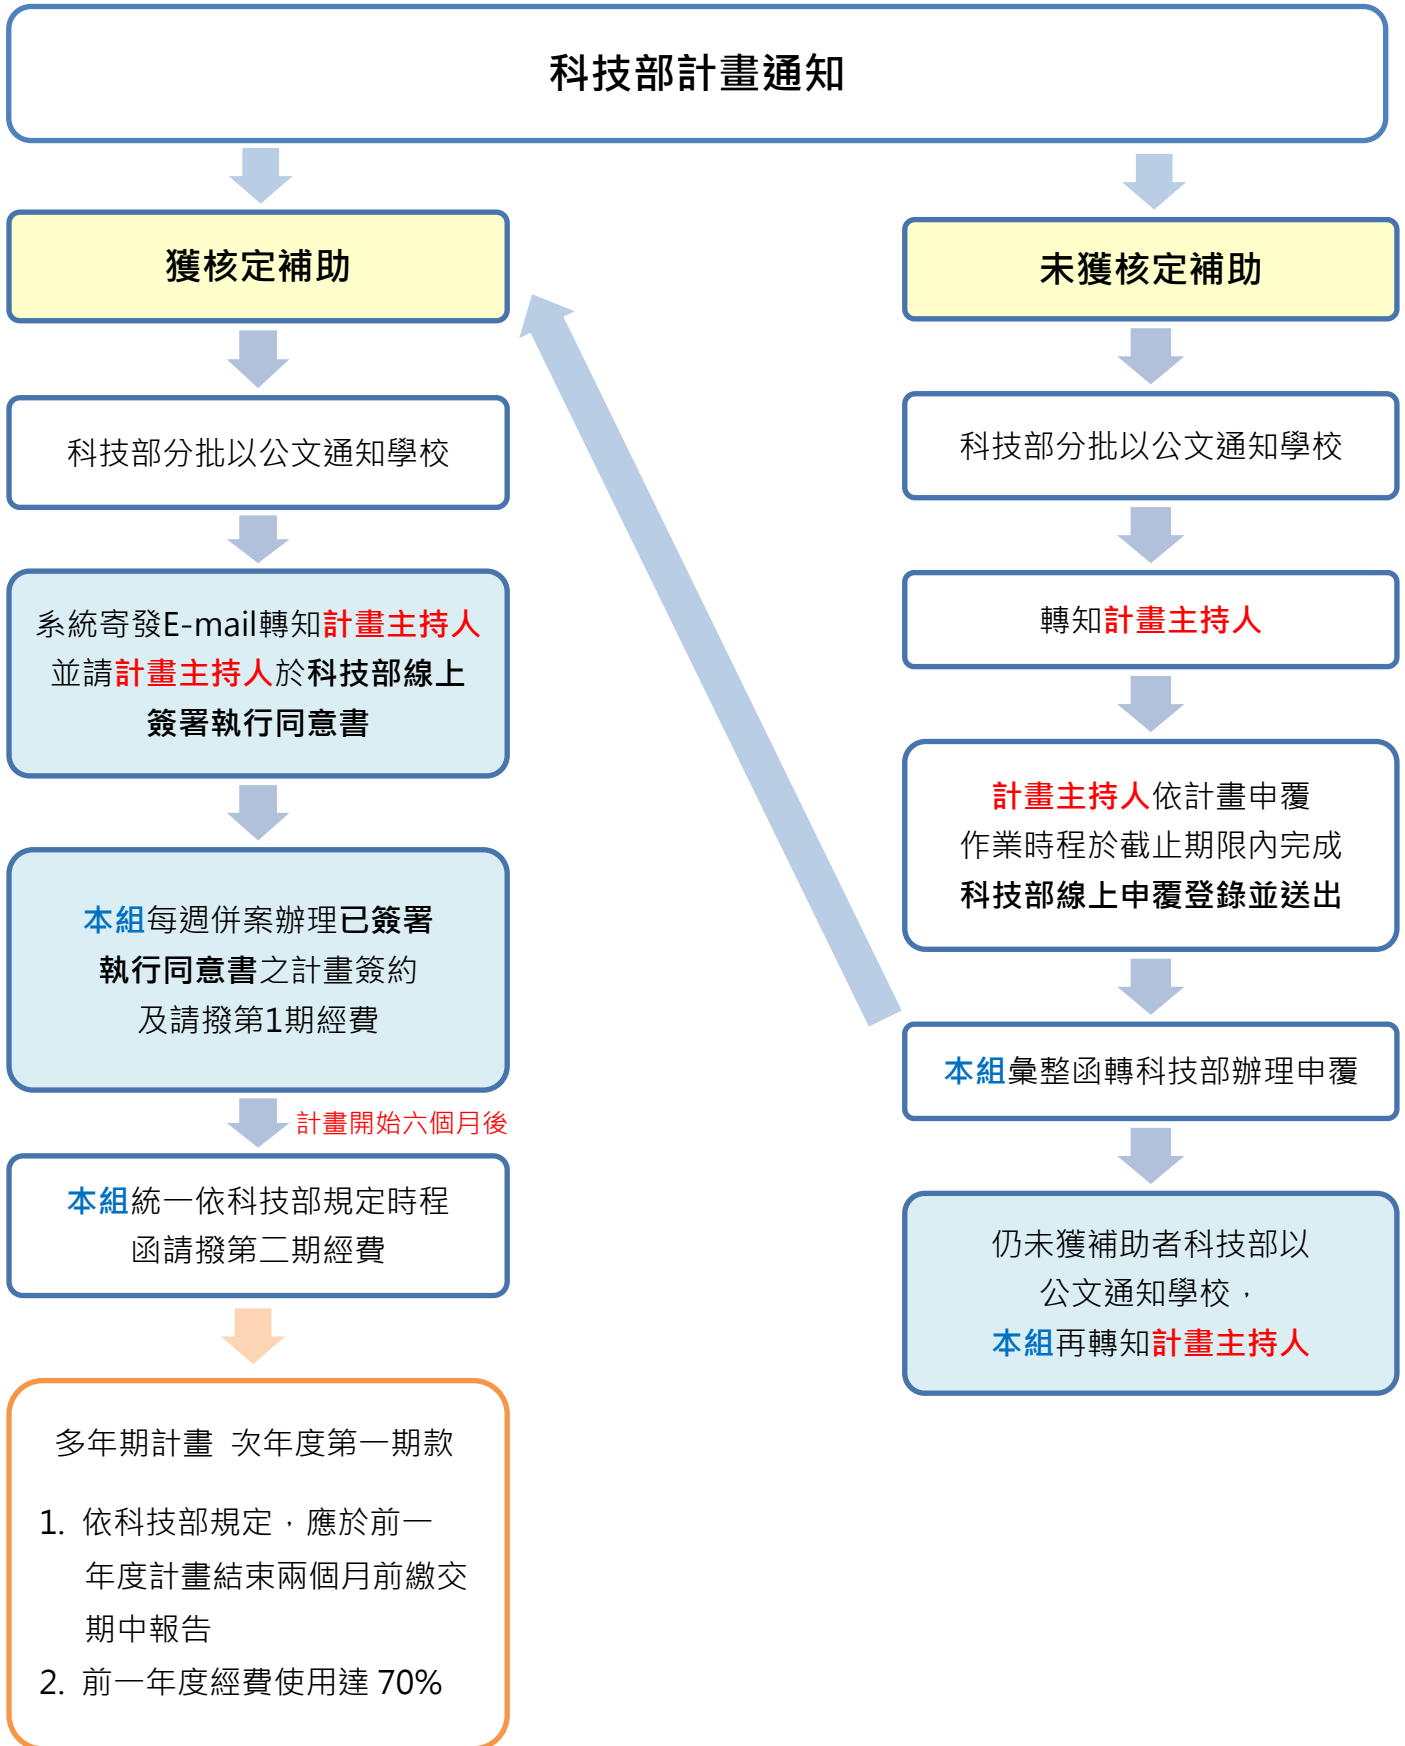 科技部計畫通知
獲核定補助
科技部分批以公文通知學校
系統寄發E-mail轉知計畫主持人
並請計畫主持人於科技部線上
簽署執行同意書
本組每週併案辦理已簽署
執行同意書之計畫簽約
及請撥第1期經費
計畫開始六個月後
本組統一依科技部規定時程
函請撥第二期經費
多年期計畫 次年度第一期款
1. 依科技部規定，應於前一
年度計畫結束兩個月前繳交
期中報告
2. 前一年度經費使用達 70%
未獲核定補助
科技部分批以公文通知學校
轉知計畫主持人
計畫主持人依計畫申覆
作業時程於截止期限內完成
科技部線上申覆登錄並送出
本組彙整函轉科技部辦理申覆
仍未獲補助者科技部以
公文通知學校，
本組再轉知計畫主持人